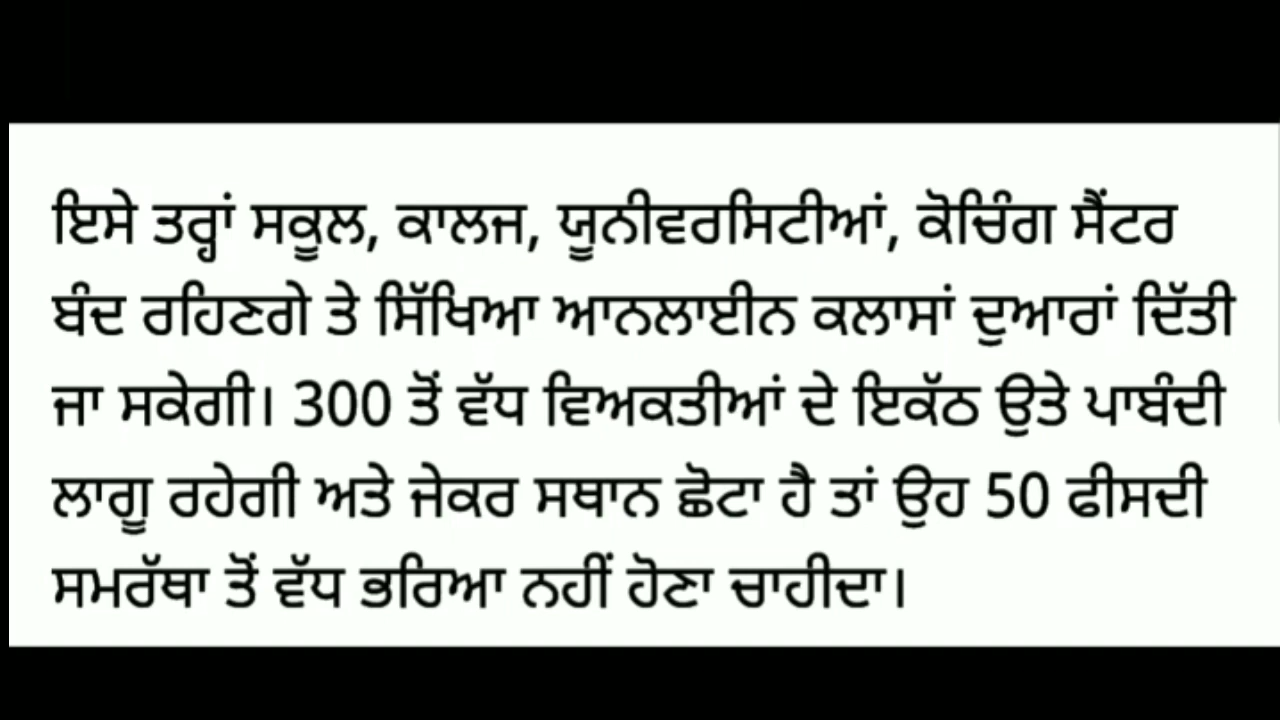 ਇਸੇ ਤਰ੍ਹਾਂ ਸਕੂਲ, ਕਾਲਜ, ਯੂਨੀਵਰਸਿਟੀਆਂ, ਕੋਚਿੰਗ ਸੈਂਟਰ
ਬੰਦ ਰਹਿਣਗੇ ਤੇ ਸਿੱਖਿਆ ਆਨਲਾਈਨ ਕਲਾਸਾਂ ਦੁਆਰਾਂ ਦਿੱਤੀ
ਜਾ ਸਕੇਗੀ। 300 ਤੋਂ ਵੱਧ ਵਿਅਕਤੀਆਂ ਦੇ ਇਕੱਠ ਉਤੇ ਪਾਬੰਦੀ
ਲਾਗੂ ਰਹੇਗੀ ਅਤੇ ਜੇਕਰ ਸਥਾਨ ਛੋਟਾ ਹੈ ਤਾਂ ਉਹ 50 ਫੀਸਦੀ
ਸਮਰੱਥਾ ਤੋਂ ਵੱਧ ਭਰਿਆ ਨਹੀਂ ਹੋਣਾ ਚਾਹੀਦਾ।